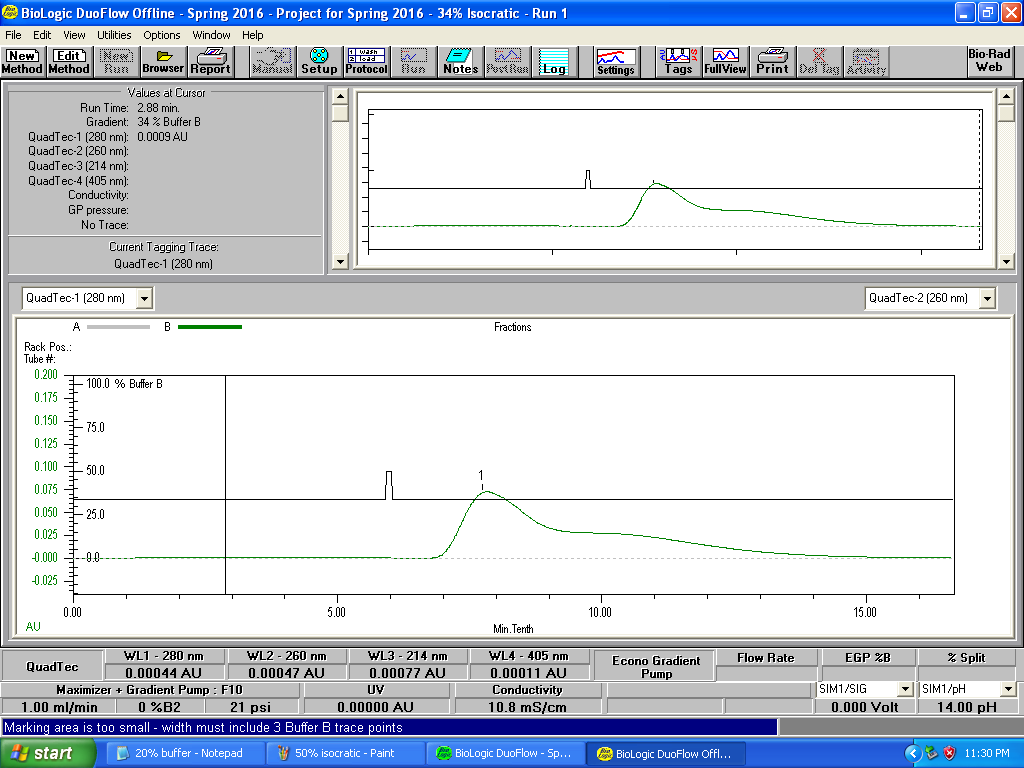 BioLogic DuoFlow Offline - Spring 2016 - Project for Spring 2016 - 34% Isocratic - Run 1
File Edit View Utilities Options Window Help
New Method Edit Method New Run Browser Report Manual Setup Protocol Run Notes PostRun Log Settings Tags FullView Print Del Tag Activity Bio-Rad Web
Values at Cursor
Run Time: 2.88 min.
Gradient: 34 % Buffer B
QuadTec-1 (280 nm): 0.0009 AU
QuadTec-2 (260 nm):
QuadTec-3 (214 nm):
QuadTec-4 (405 nm):
Conductivity:
GP pressure:
No Trace:
Current Tagging Trace:
QuadTec-1 (280 nm)
QuadTec-1 (280 nm) QuadTec-2 (260 nm)
A B Fractions
Rack Pos.:
Tube #:
0.200 100.0 % Buffer B
0.175
0.150 75.0
0.125
0.100 50.0
0.075 1
0.050 25.0
0.025
-0.000 0.0
-0.025
0.00 5.00 10.00 15.00
AU Min.Tenth
QuadTec WL1 - 280 nm WL2 - 260 nm WL3 - 214 nm WL4 - 405 nm Econo Gradient Pump Flow Rate EGP %B % Split
0.00044 AU 0.00047 AU 0.00077 AU 0.00011 AU
Maximizer + Gradient Pump : F10 UV Conductivity SIM1/SIG SIM1/pH
1.00 ml/min 0 %B2 21 psi 0.00000 AU 10.8 mS/cm 0.000 Volt 14.00 pH
Marking area is too small - width must include 3 Buffer B trace points
start 20% buffer - Notepad 50% isocratic - Paint BioLogic DuoFlow - Sp... BioLogic DuoFlow Offl... 11:30 PM